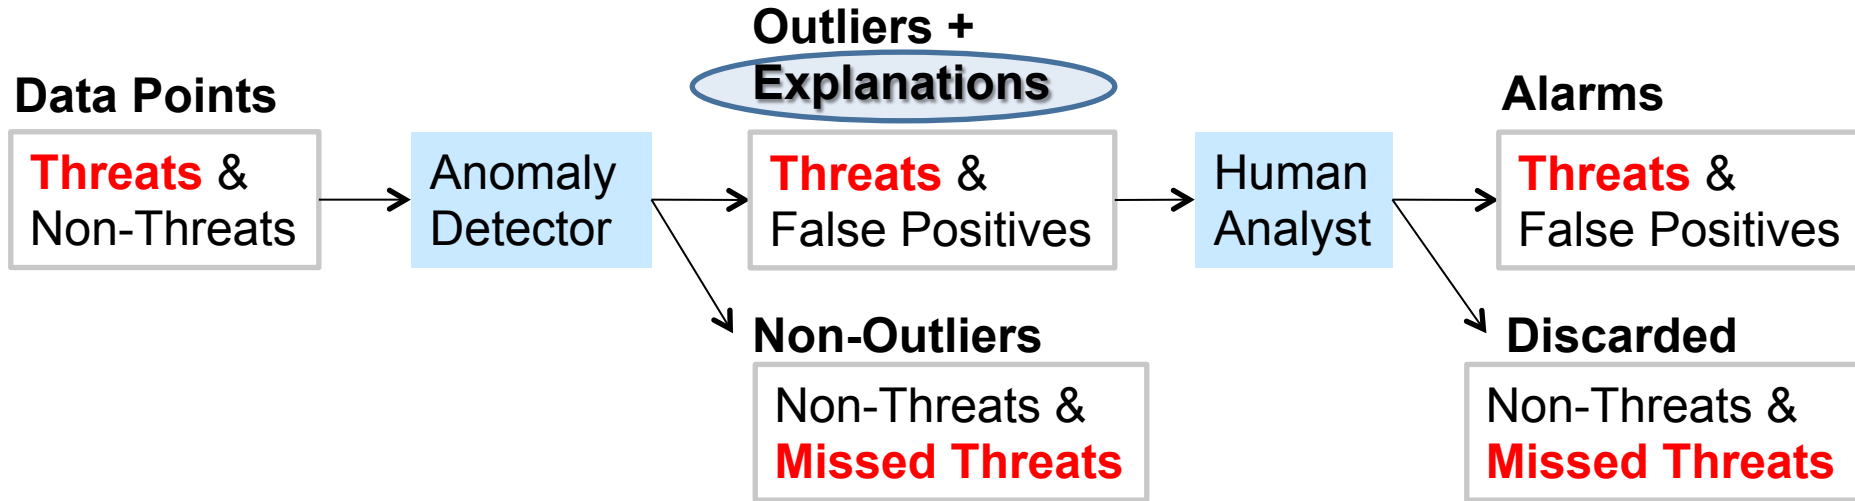 Data Points
Threats &
Non-Threats
Anomaly
Detector
Outliers +
Explanations
Threats &
False Positives
Non-Outliers
Non-Threats &
Missed Threats
Human
Analyst
Alarms
Threats &
False Positives
Discarded
Non-Threats &
Missed Threats